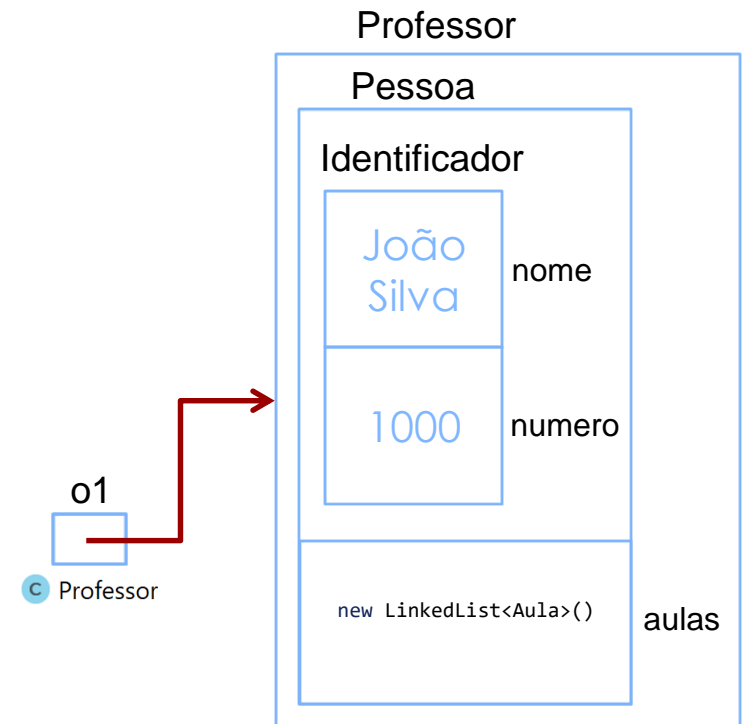 Professor
Pessoa
Identificador
João
Silva
nome
1000
numero
o1
C Professor
new LinkedList<Aula>()
aulas